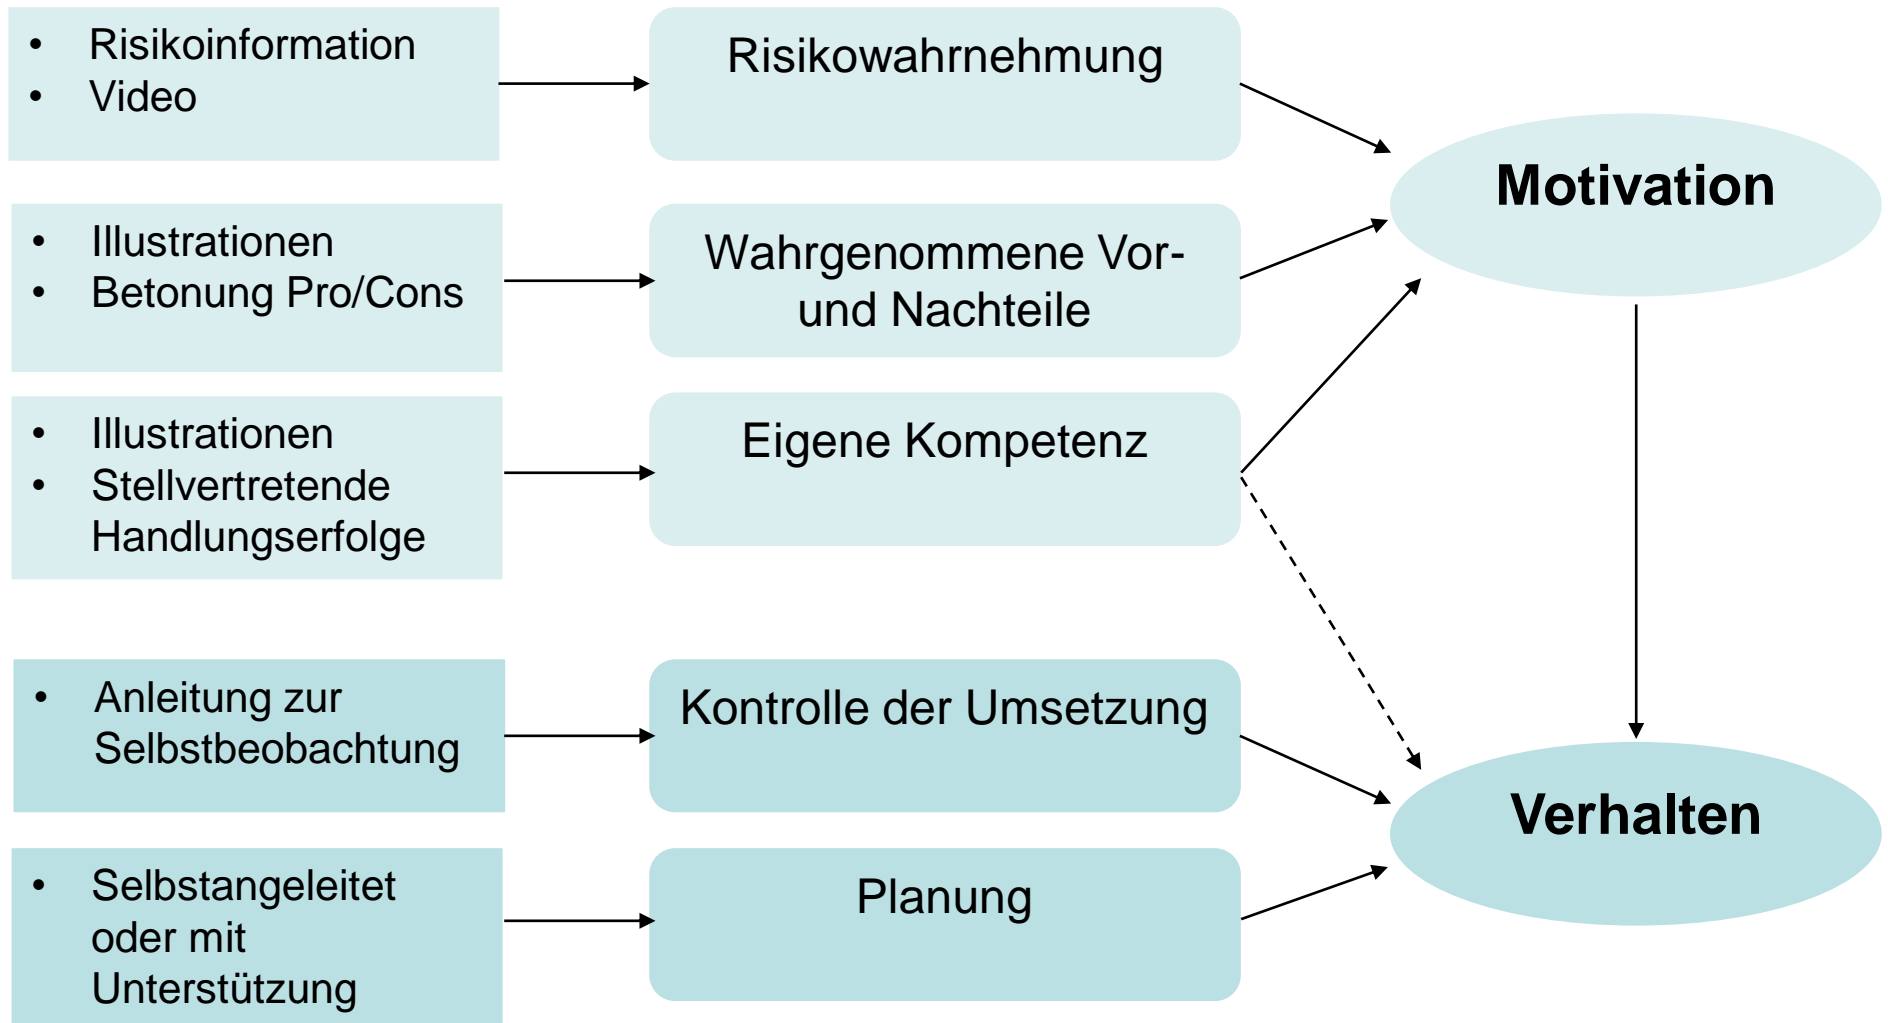 • Risikoinformation
• Video
Risikowahrnehmung
Motivation
• Illustrationen
• Betonung Pro/Cons
Wahrgenommene Vor-
und Nachteile
• Illustrationen
• Stellvertretende
Handlungserfolge
Eigene Kompetenz
• Anleitung zur
Selbstbeobachtung
Kontrolle der Umsetzung
Verhalten
• Selbstangeleitet
oder mit
Unterstützung
Planung